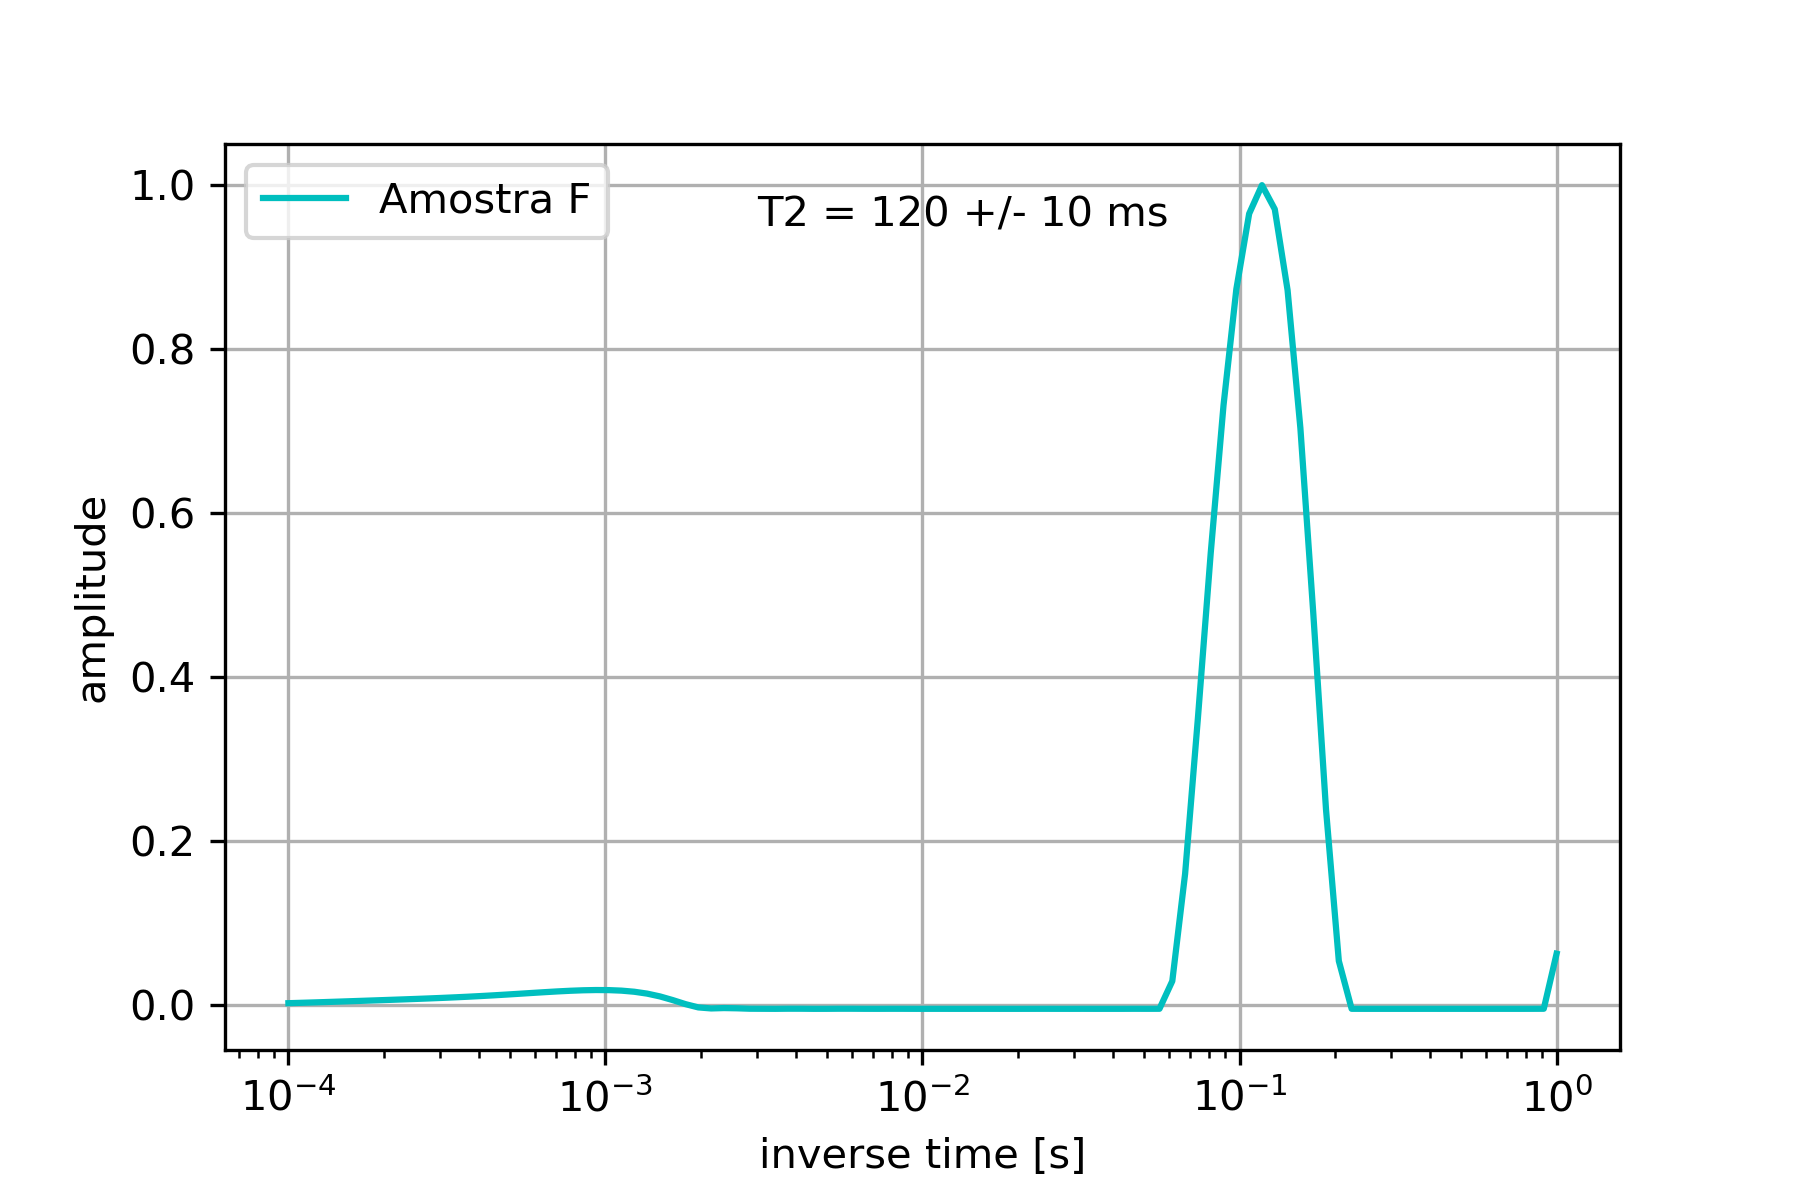 Amostra F
T2 = 120 +/- 10 ms
1.0
0.8
0.6
0.4
0.2
0.0
amplitude
10⁻⁴ 10⁻³ 10⁻² 10⁻¹ 10⁰
inverse time [s]